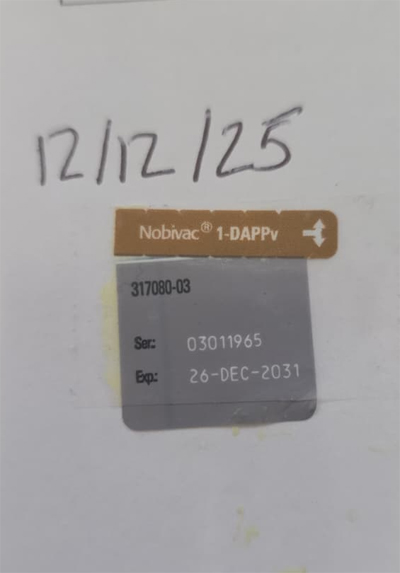 12/12/25
Nobivac® 1-DAPPv
317080-03
Ser: 03011965
Exp: 26-DEC-2031